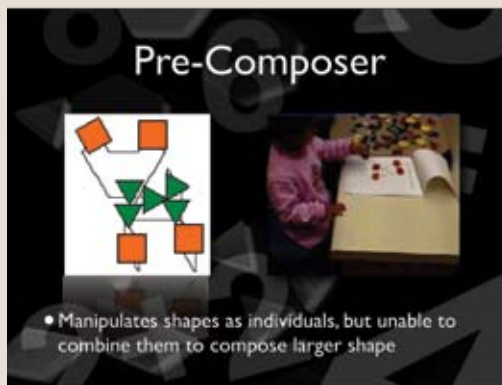 Pre-Composer
• Manipulates shapes as individuals, but unable to
combine them to compose larger shape